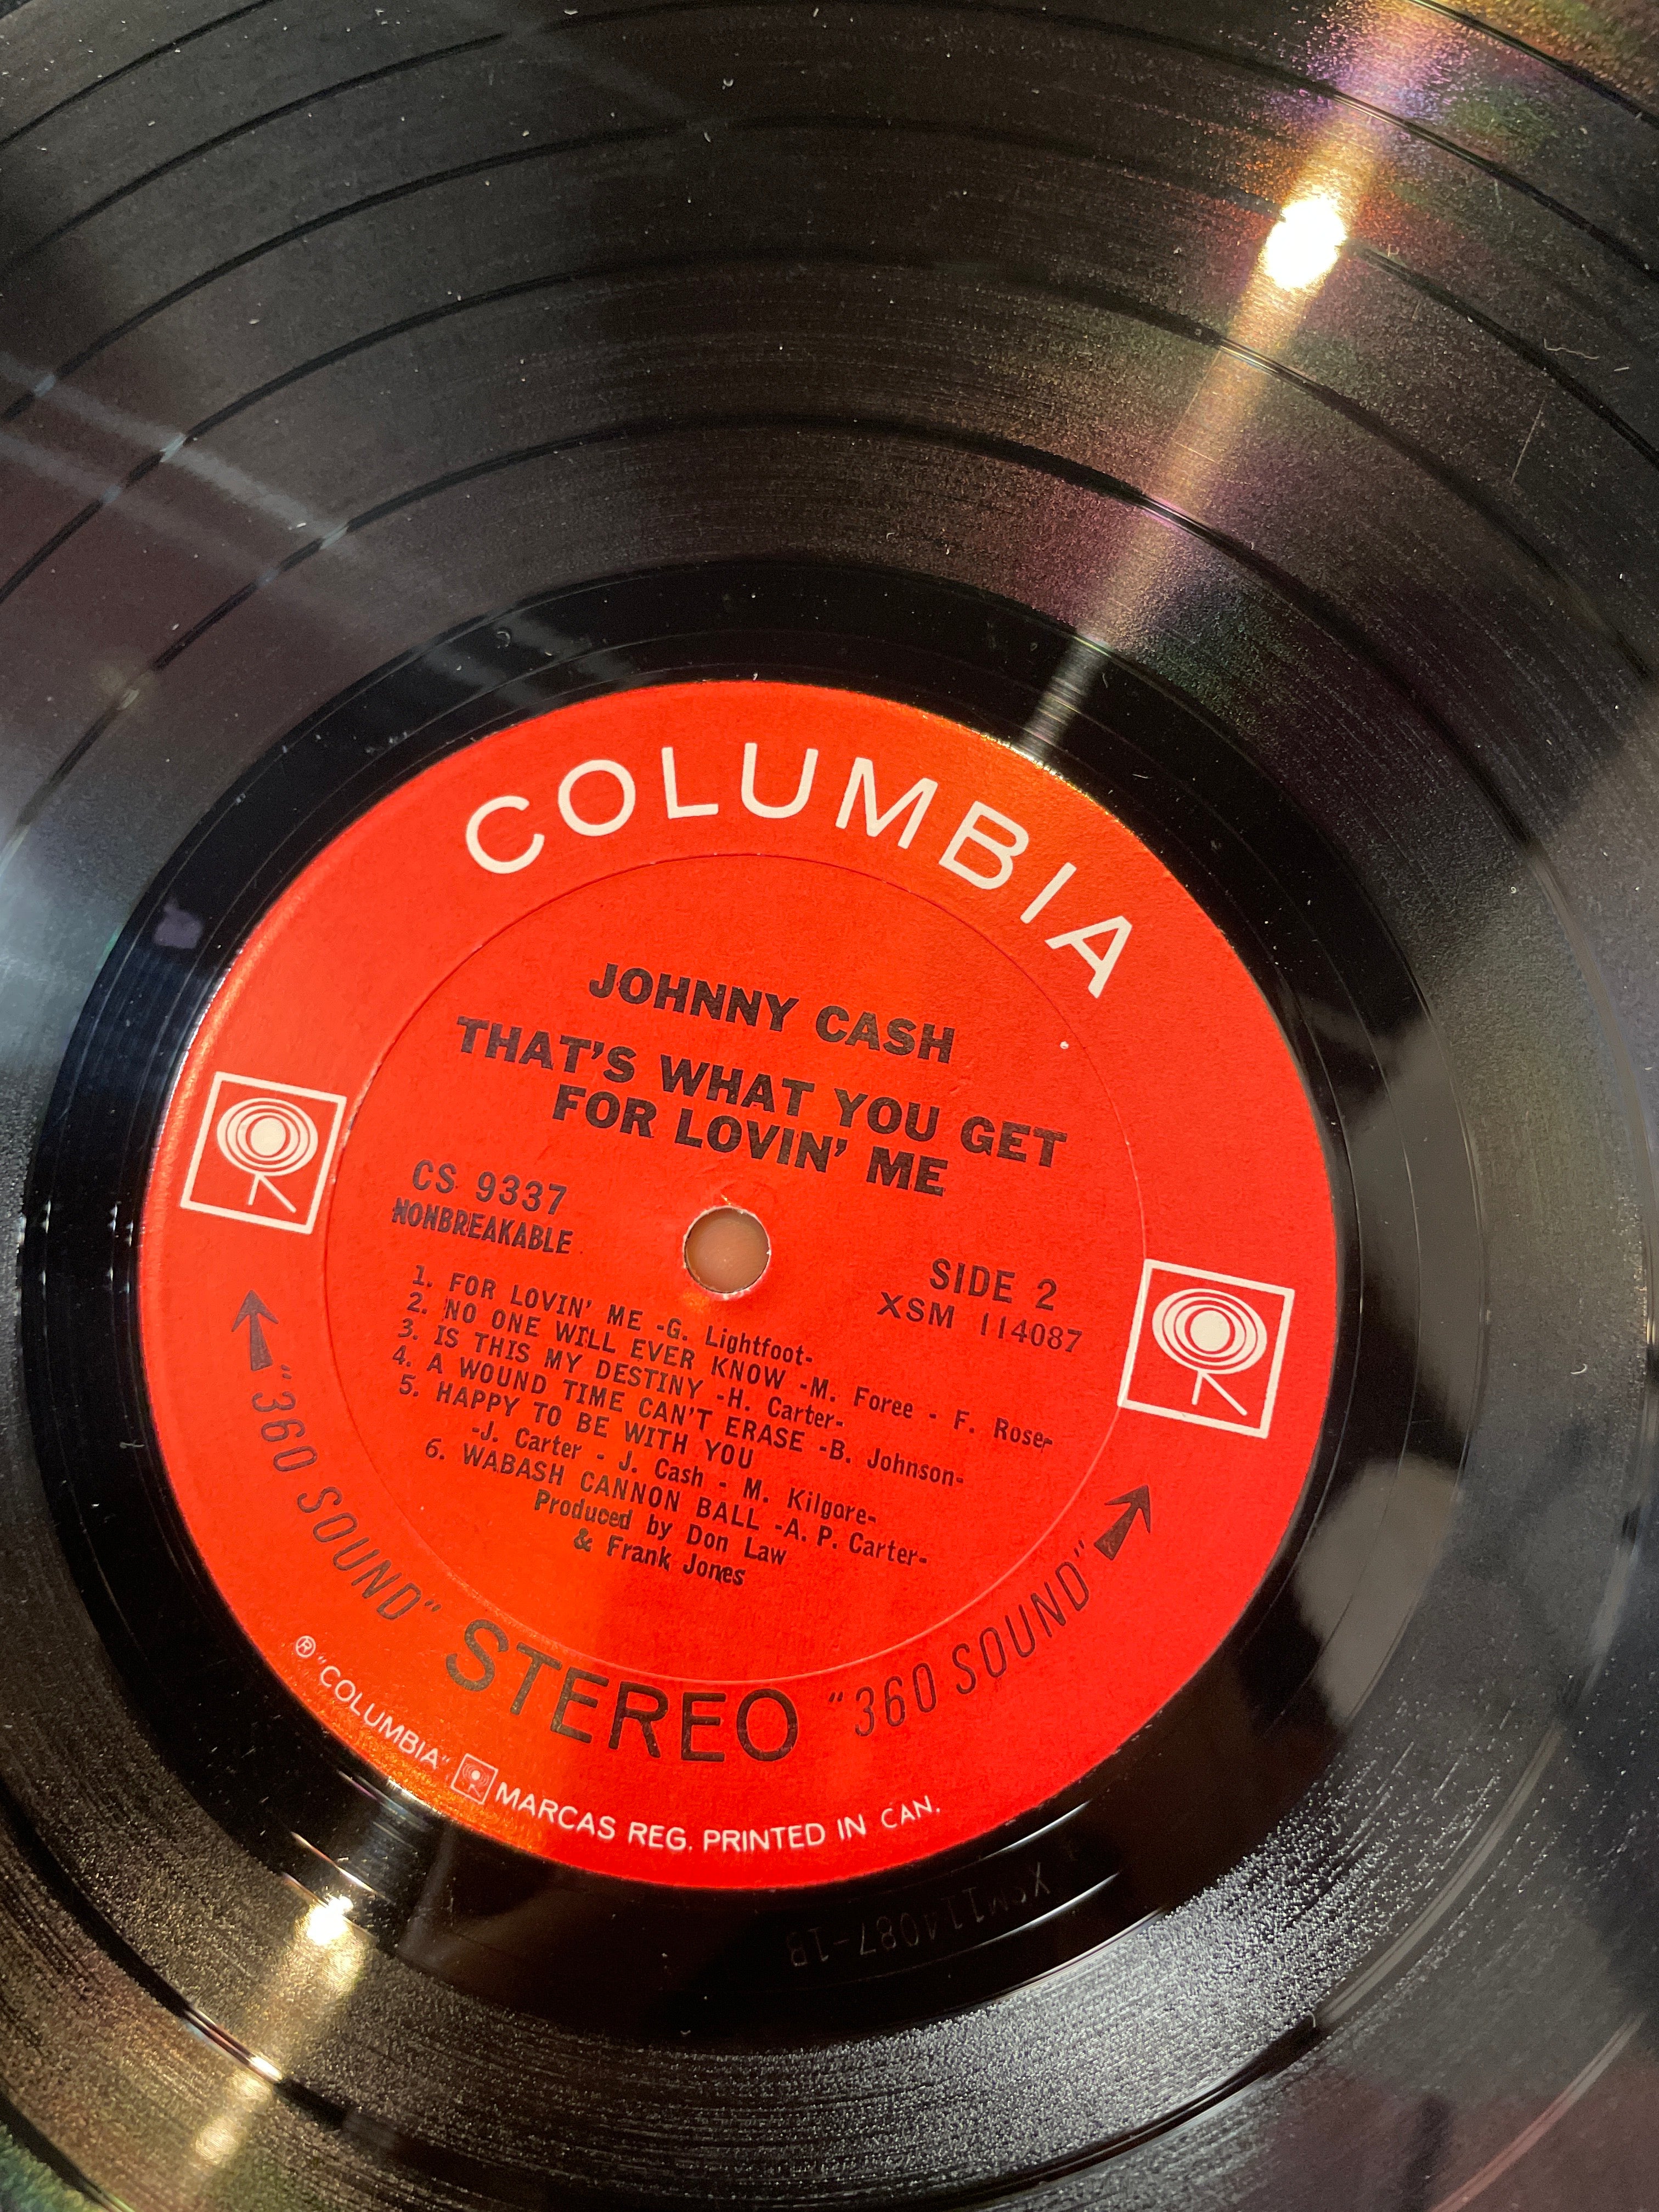 COLUMBIA
JOHNNY CASH
THAT'S WHAT YOU GET
FOR LOVIN' ME
CS 9337
NONBREAKABLE
SIDE 2
XSM 114087
1. FOR LOVIN' ME -G. Lightfoot-
2. NO ONE WILL EVER KNOW -M. Foree - F. Rose-
3. IS THIS MY DESTINY -H. Carter-
4. A WOUND TIME CAN'T ERASE -B. Johnson-
5. HAPPY TO BE WITH YOU
-J. Carter - J. Cash - M. Kilgore-
6. WABASH CANNON BALL -A. P. Carter-
Produced by Don Law
& Frank Jones
"360 SOUND" STEREO "360 SOUND"
® "COLUMBIA" MARCAS REG. PRINTED IN CAN.
XSM114087-1B